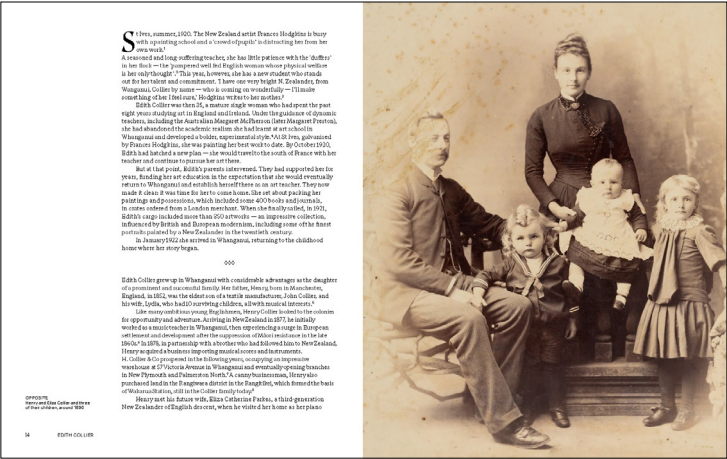 St Ives, summer, 1920. The New Zealand artist Frances Hodgkins is busy
with a painting school and a 'crowd of pupils' is distracting her from her
own work.¹
A seasoned and long-suffering teacher, she has little patience with the 'duffers'
in her flock — the 'pampered well fed English woman whose physical welfare
is her only thought'.² This year, however, she has a new student who stands
out for her talent and commitment. 'I have one very bright N. Zealander, from
Wanganui, Collier by name — who is coming on wonderfully — I'll make
something of her I feel sure,' Hodgkins writes to her mother.³
Edith Collier was then 35, a mature single woman who had spent the past
eight years studying art in England and Ireland. Under the guidance of dynamic
teachers, including the Australian Margaret McPherson (later Margaret Preston),
she had abandoned the academic realism she had learnt at art school in
Whanganui and developed a bolder, experimental style.⁴ At St Ives, galvanised
by Frances Hodgkins, she was painting her best work to date. By October 1920,
Edith had hatched a new plan — she would travel to the south of France with her
teacher and continue to pursue her art there.
But at that point, Edith's parents intervened. They had supported her for
years, funding her art education in the expectation that she would eventually
return to Whanganui and establish herself there as an art teacher. They now
made it clear: it was time for her to come home. She set about packing her
paintings and possessions, which included some 400 books and journals,
in crates ordered from a London merchant. When she finally sailed, in 1921,
Edith's cargo included more than 250 artworks — an impressive collection,
influenced by British and European modernism, including some of the finest
portraits painted by a New Zealander in the twentieth century.
In January 1922 she arrived in Whanganui, returning to the childhood
home where her story began.
◊◊◊
Edith Collier grew up in Whanganui with considerable advantages as the daughter
of a prominent and successful family. Her father, Henry, born in Manchester,
England, in 1852, was the eldest son of a textile manufacturer, John Collier, and
his wife, Lydia, who had 10 surviving children, all with musical interests.⁵
Like many ambitious young Englishmen, Henry Collier looked to the colonies
for opportunity and adventure. Arriving in New Zealand in 1877, he initially
worked as a music teacher in Whanganui, then experiencing a surge in European
settlement and development after the suppression of Māori resistance in the late
1860s.⁶ In 1878, in partnership with a brother who had followed him to New Zealand,
Henry acquired a business importing musical scores and instruments.
H. Collier & Co prospered in the following years, occupying an impressive
warehouse at 57 Victoria Avenue in Whanganui and eventually opening branches
in New Plymouth and Palmerston North.⁷ A canny businessman, Henry also
purchased land in the Rangiwaea district in the Rangitīkei, which formed the basis
of Wakarua Station, still in the Collier family today.⁸
Henry met his future wife, Eliza Catherine Parkes, a third-generation
New Zealander of English descent, when he visited her home as her piano
OPPOSITE
Henry and Eliza Collier and three
of their children, around 1890
14 EDITH COLLIER